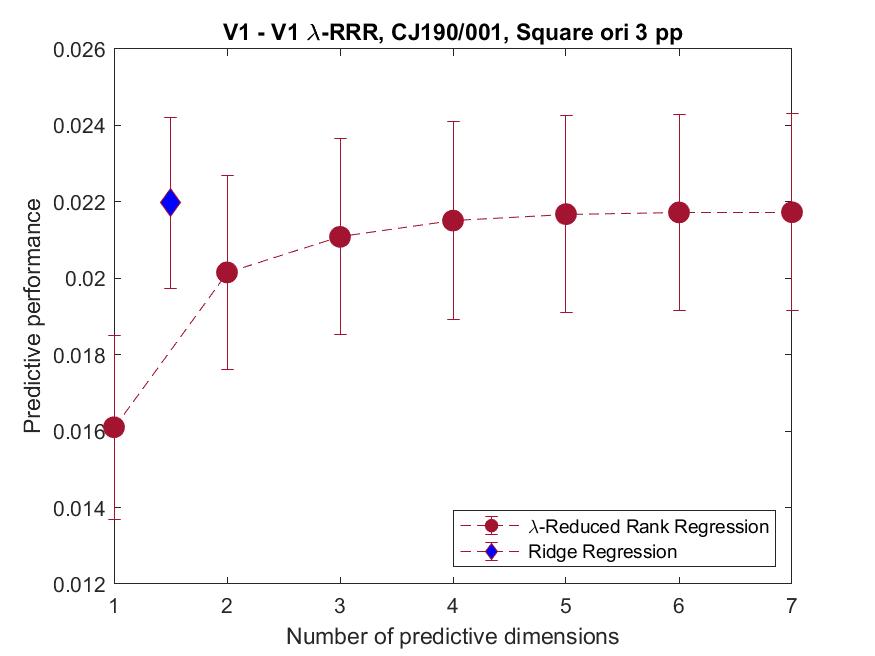 V1 - V1 λ-RRR, CJ190/001, Square ori 3 pp
0.026
0.024
0.022
0.02
0.018
0.016
0.014
0.012
Predictive performance
λ-Reduced Rank Regression
Ridge Regression
1 2 3 4 5 6 7
Number of predictive dimensions